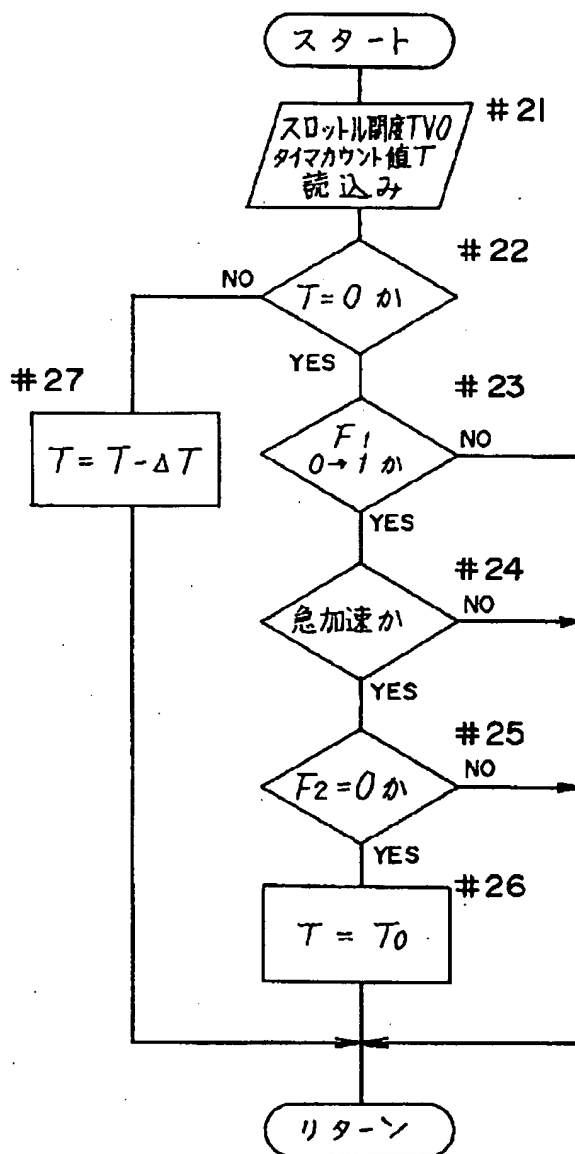 スタート
#21
スロットル開度TVO
タイマカウント値T
読込み
#22
NO
T=0か
YES
#27
T=T-ΔT
#23
F1
0→1か
NO
YES
#24
急加速か
NO
YES
#25
F2=0か
NO
YES
#26
T=T0
リターン